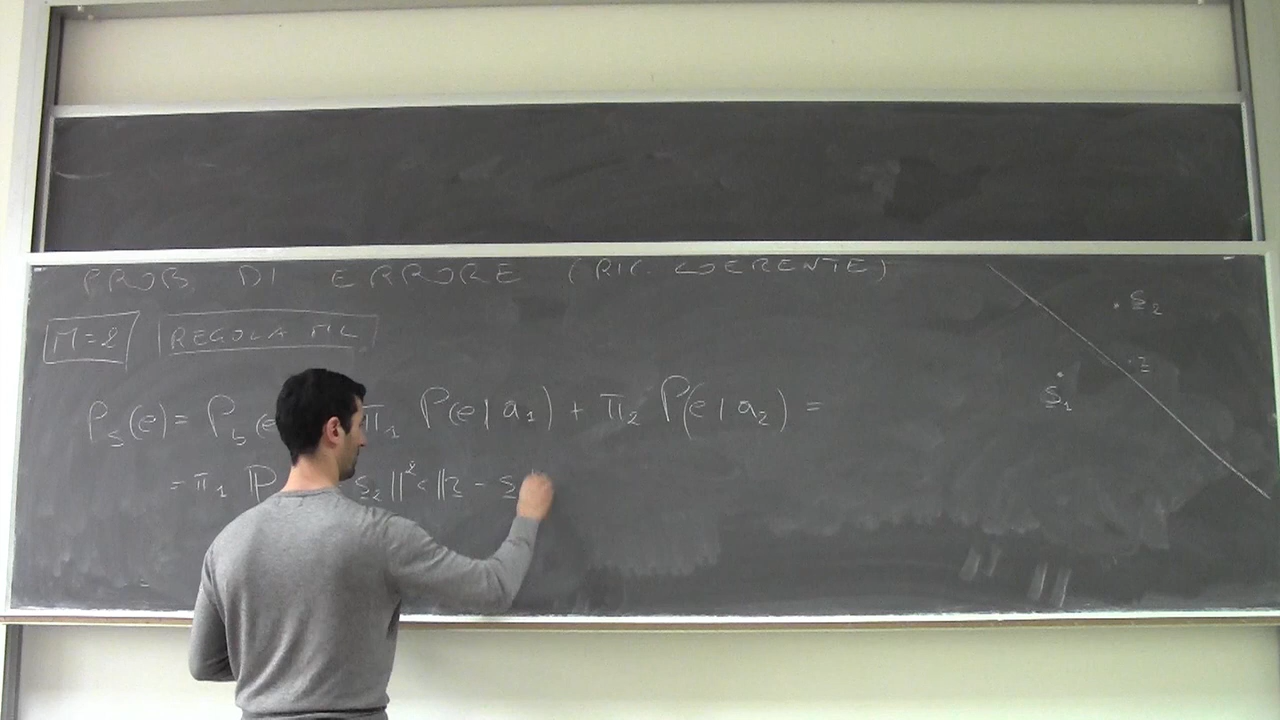 PROB DI ERRORE (RIC. COERENTE)
M=2 REGOLA ML
P_s(e) = P_b(e π_1 P(e|a_1) + π_2 P(e|a_2) =
= π_1 P s_2||^2 < ||r - s
s_2
r
s_1